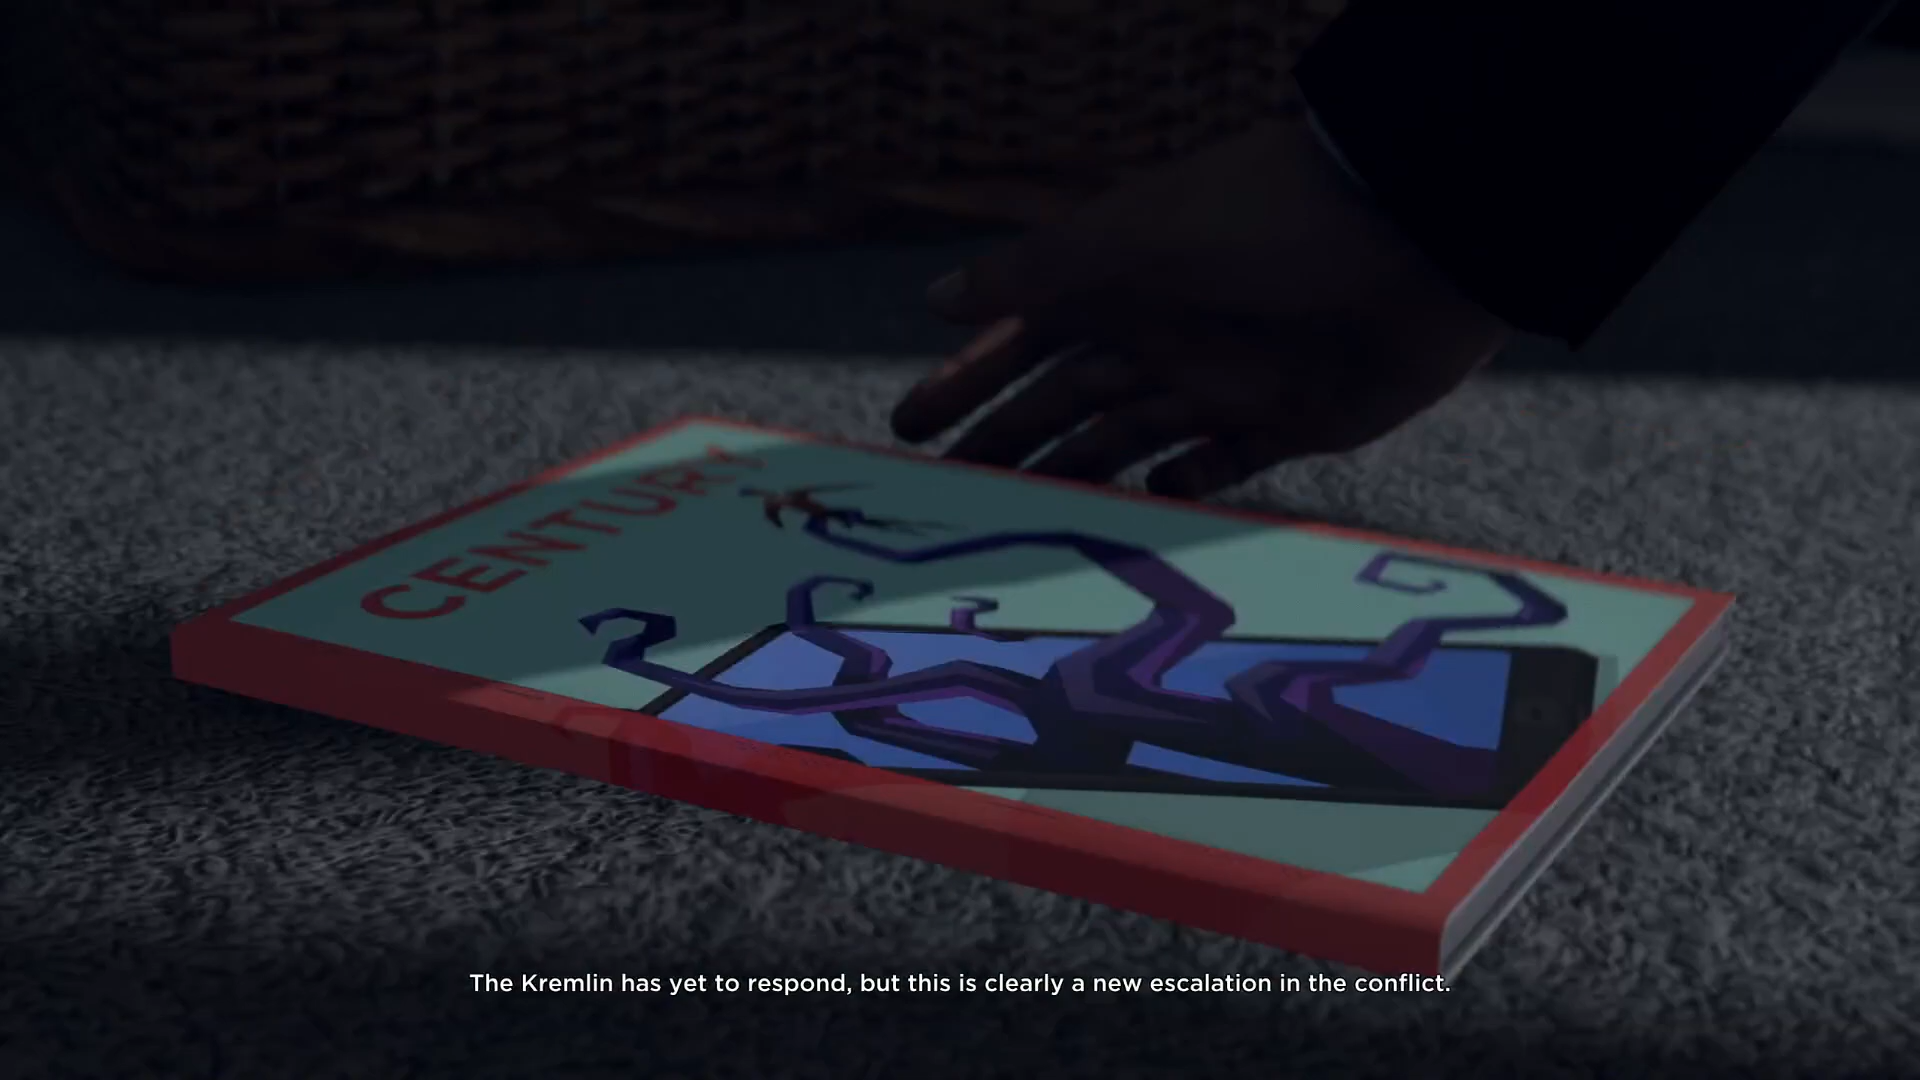 CENTURY
The Kremlin has yet to respond, but this is clearly a new escalation in the conflict.